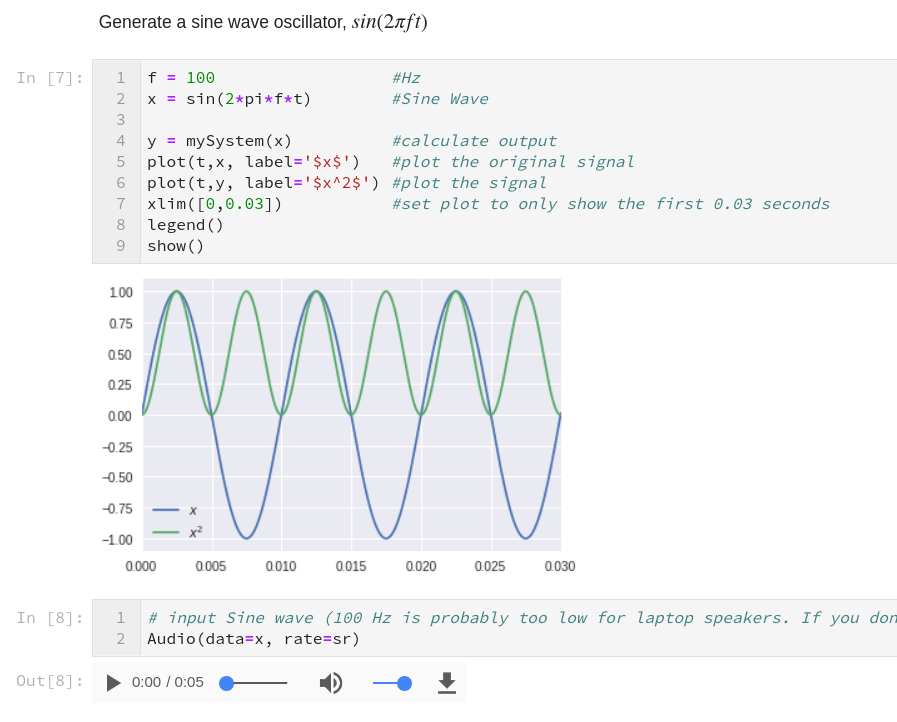 Generate a sine wave oscillator, sin(2πft)
In [7]:
1 f = 100 #Hz
2 x = sin(2*pi*f*t) #Sine Wave
3
4 y = mySystem(x) #calculate output
5 plot(t,x, label='$x$') #plot the original signal
6 plot(t,y, label='$x^2$') #plot the signal
7 xlim([0,0.03]) #set plot to only show the first 0.03 seconds
8 legend()
9 show()
1.00
0.75
0.50
0.25
0.00
−0.25
−0.50
−0.75
−1.00
x
x²
0.000 0.005 0.010 0.015 0.020 0.025 0.030
In [8]:
1 # input Sine wave (100 Hz is probably too low for laptop speakers. If you don
2 Audio(data=x, rate=sr)
Out[8]:
0:00 / 0:05